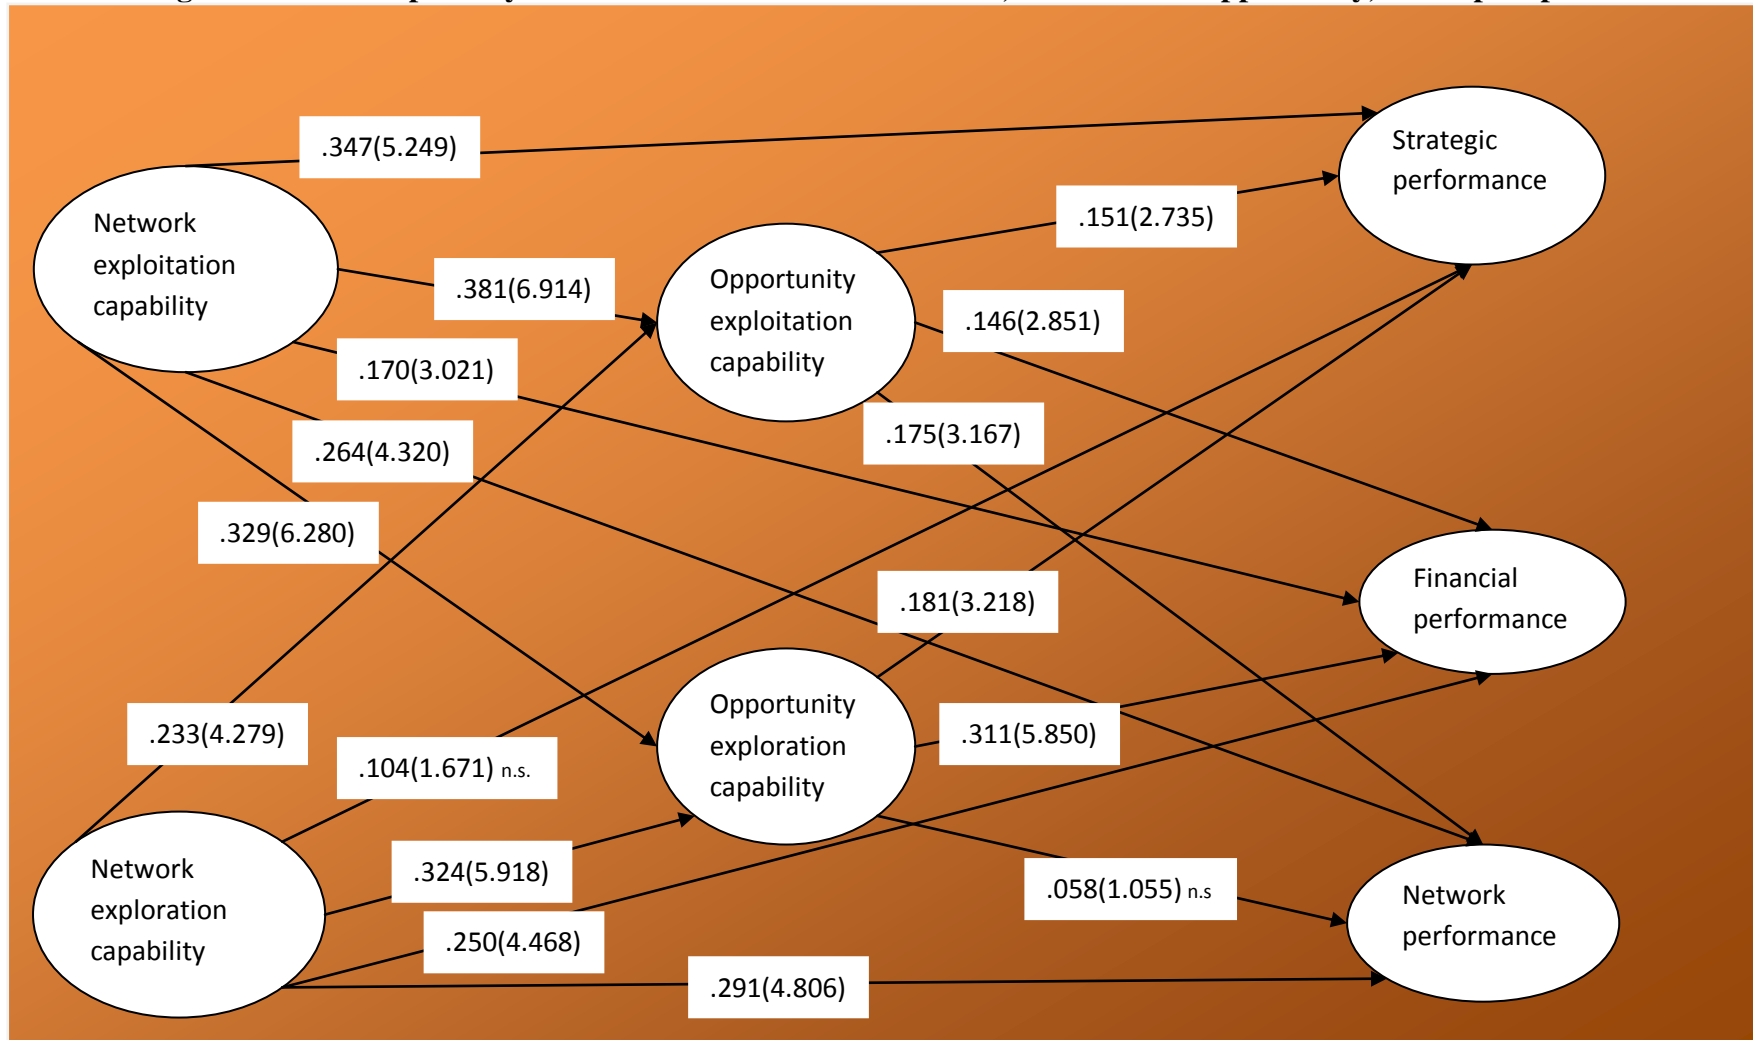 .347(5.249)
Strategic
performance
.151(2.735)
Network
exploitation
capability
.381(6.914)
Opportunity
exploitation
capability
.146(2.851)
.170(3.021)
.264(4.320)
.175(3.167)
.329(6.280)
.181(3.218)
Financial
performance
.233(4.279)
.104(1.671) n.s.
Opportunity
exploration
capability
.311(5.850)
Network
exploration
capability
.324(5.918)
.250(4.468)
.058(1.055) n.s
Network
performance
.291(4.806)